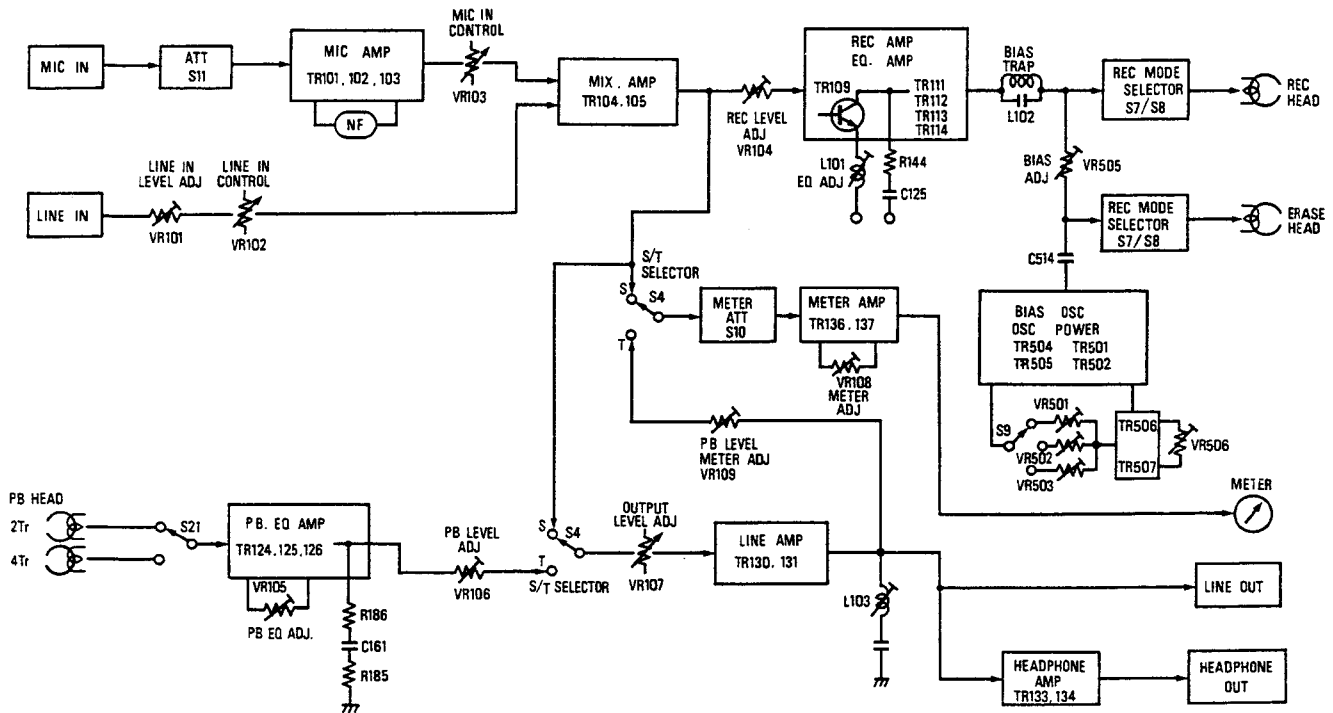 MIC IN
ATT
S11
MIC AMP
TR101, 102, 103
NF
MIC IN
CONTROL
VR103
MIX. AMP
TR104. 105
REC LEVEL
ADJ
VR104
REC AMP
EQ. AMP
TR109
TR111
TR112
TR113
TR114
L101
EQ ADJ
R144
C125
BIAS
TRAP
L102
REC MODE
SELECTOR
S7/S8
REC
HEAD
LINE IN
LINE IN
LEVEL ADJ
VR101
LINE IN
CONTROL
VR102
BIAS
ADJ
VR505
REC MODE
SELECTOR
S7/S8
ERASE
HEAD
C514
S/T
SELECTOR
S
S4
T
METER
ATT
S10
METER AMP
TR136. 137
VR108
METER
ADJ
BIAS OSC
OSC POWER
TR504 TR501
TR505 TR502
S9
VR501
VR502
VR503
TR506
TR507
VR506
PB LEVEL
METER ADJ
VR109
METER
PB HEAD
2Tr
4Tr
S21
PB. EQ AMP
TR124, 125, 126
VR105
PB EQ ADJ.
R186
C161
R185
PB LEVEL
ADJ
VR106
S
S4
T
S/T SELECTOR
OUTPUT
LEVEL ADJ
VR107
LINE AMP
TR130. 131
L103
LINE OUT
HEADPHONE
AMP
TR133, 134
HEADPHONE
OUT